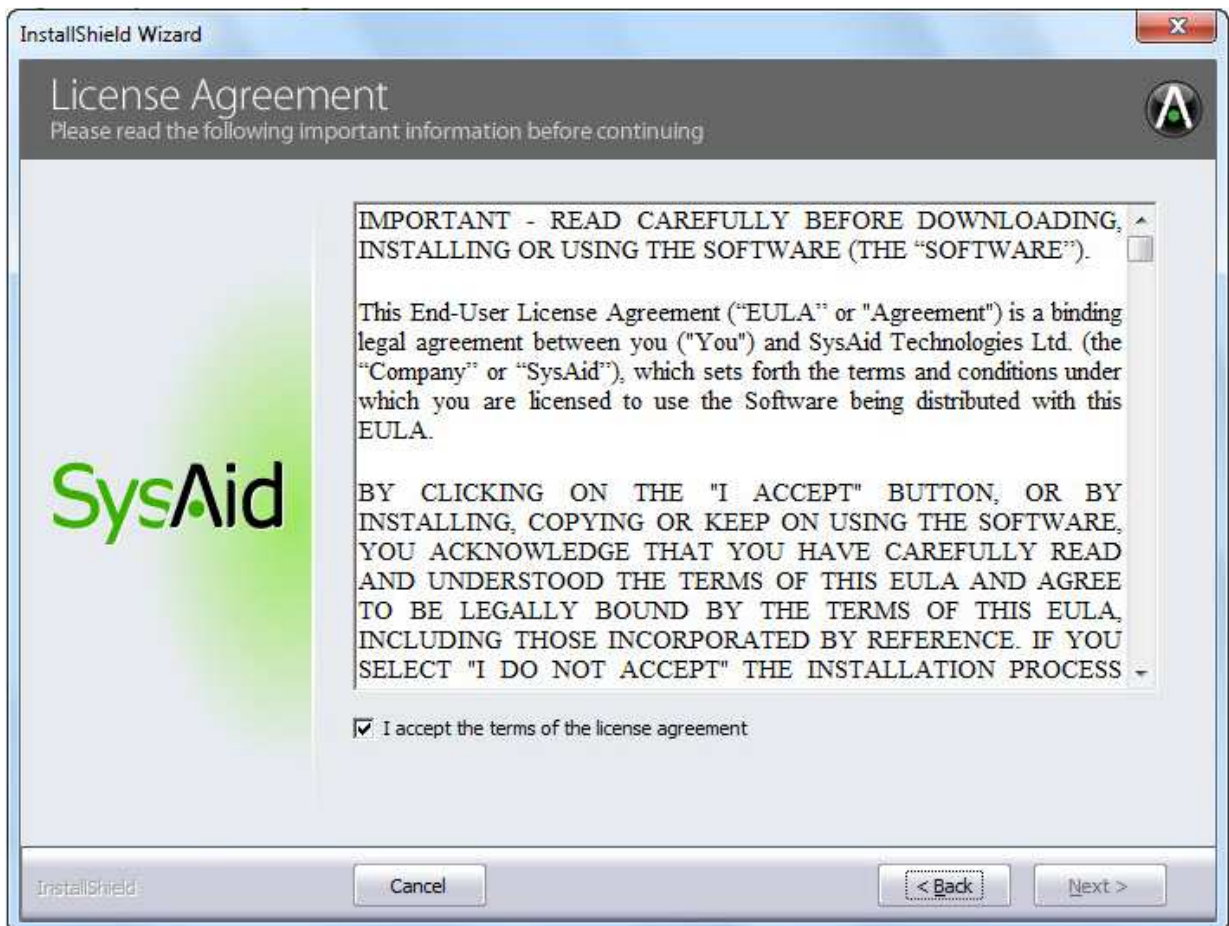 InstallShield Wizard
License Agreement
Please read the following important information before continuing
IMPORTANT - READ CAREFULLY BEFORE DOWNLOADING,
INSTALLING OR USING THE SOFTWARE (THE “SOFTWARE”).
This End-User License Agreement (“EULA” or "Agreement") is a binding
legal agreement between you ("You") and SysAid Technologies Ltd. (the
“Company” or “SysAid”), which sets forth the terms and conditions under
which you are licensed to use the Software being distributed with this
EULA.
BY CLICKING ON THE "I ACCEPT" BUTTON, OR BY
INSTALLING, COPYING OR KEEP ON USING THE SOFTWARE,
YOU ACKNOWLEDGE THAT YOU HAVE CAREFULLY READ
AND UNDERSTOOD THE TERMS OF THIS EULA AND AGREE
TO BE LEGALLY BOUND BY THE TERMS OF THIS EULA,
INCLUDING THOSE INCORPORATED BY REFERENCE. IF YOU
SELECT "I DO NOT ACCEPT" THE INSTALLATION PROCESS
SysAid
I accept the terms of the license agreement
InstallShield
Cancel
< Back
Next >